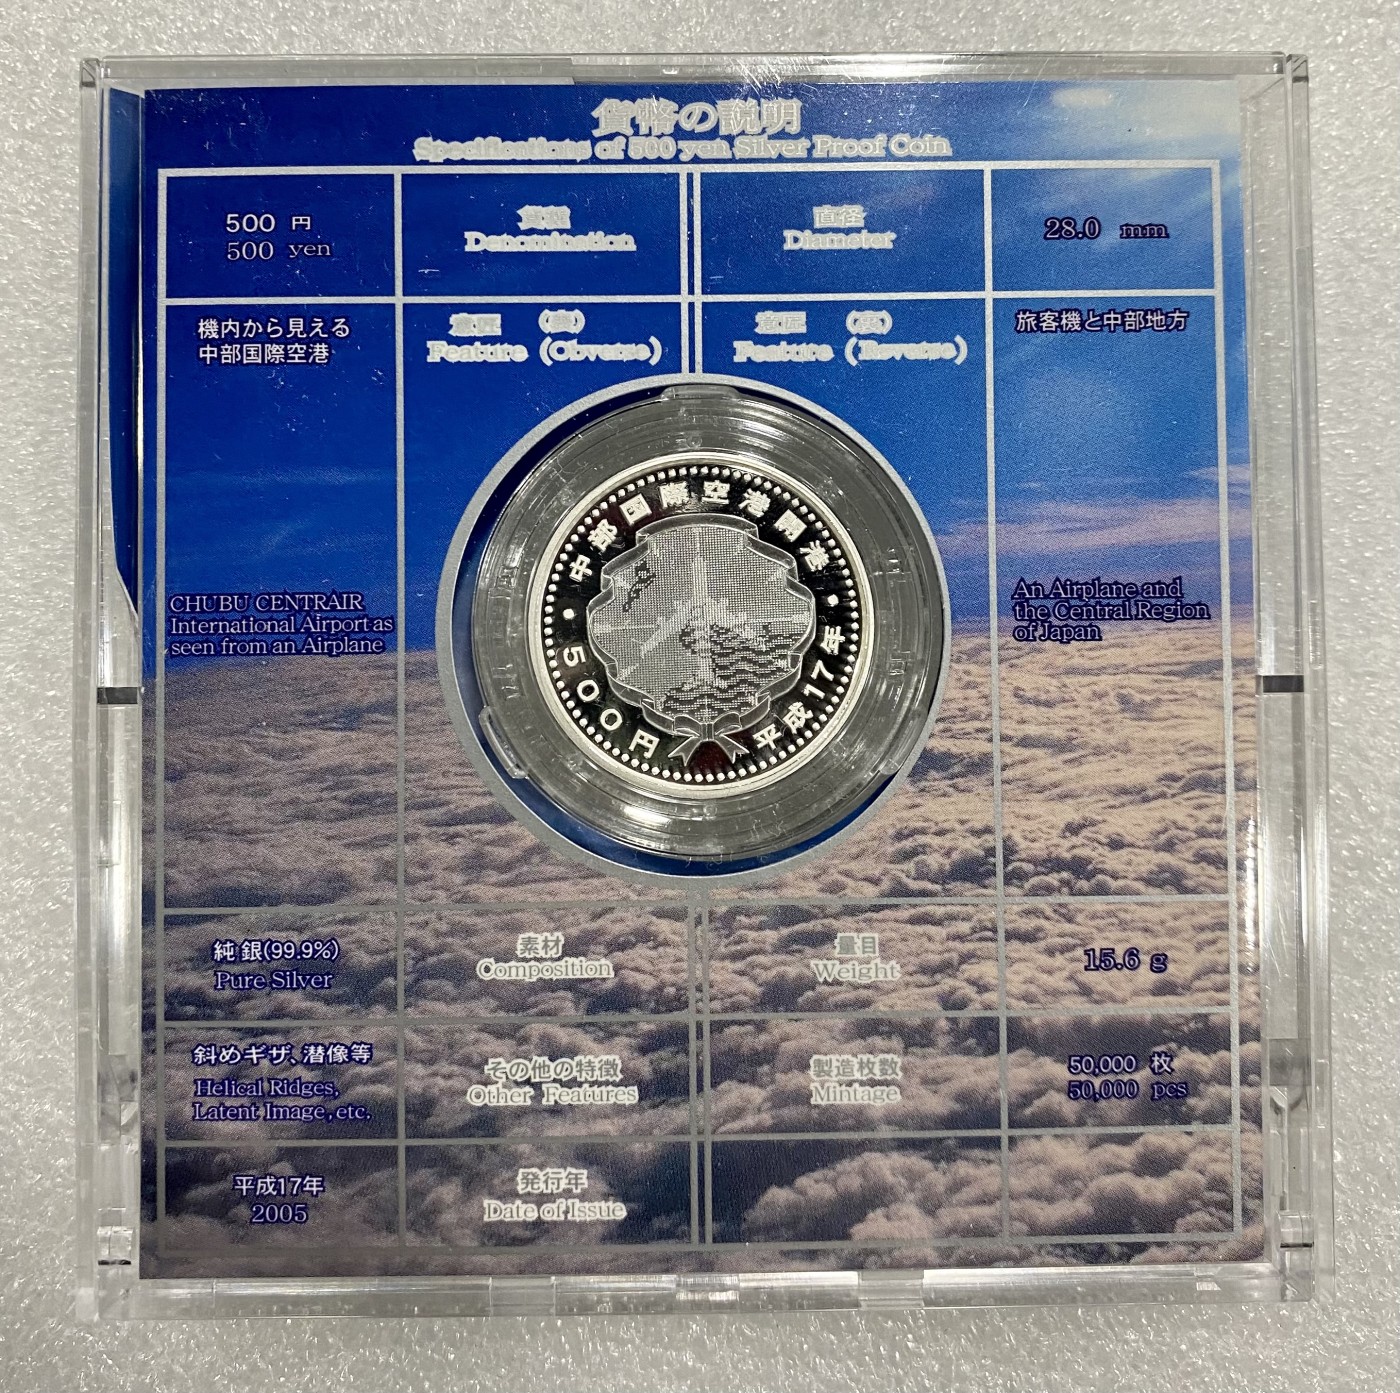 貨幣の説明
Specifications of 500 yen Silver Proof Coin
500 円
500 yen
貨種
Denomination
直径
Diameter
28.0 mm
機内から見える
中部国際空港
CHUBU CENTRAIR
International Airport as
seen from an Airplane
意匠 (表)
Feature (Obverse)
意匠 (裏)
Feature (Reverse)
旅客機と中部地方
An Airplane and
the Central Region
of Japan
中部国際空港開港
500円
平成17年
純銀(99.9%)
Pure Silver
素材
Composition
量目
Weight
15.6 g
斜めギザ、潜像等
Helical Ridges,
Latent Image,etc.
その他の特徴
Other Features
製造枚数
Mintage
50,000 枚
50,000 pcs
平成17年
2005
発行年
Date of Issue